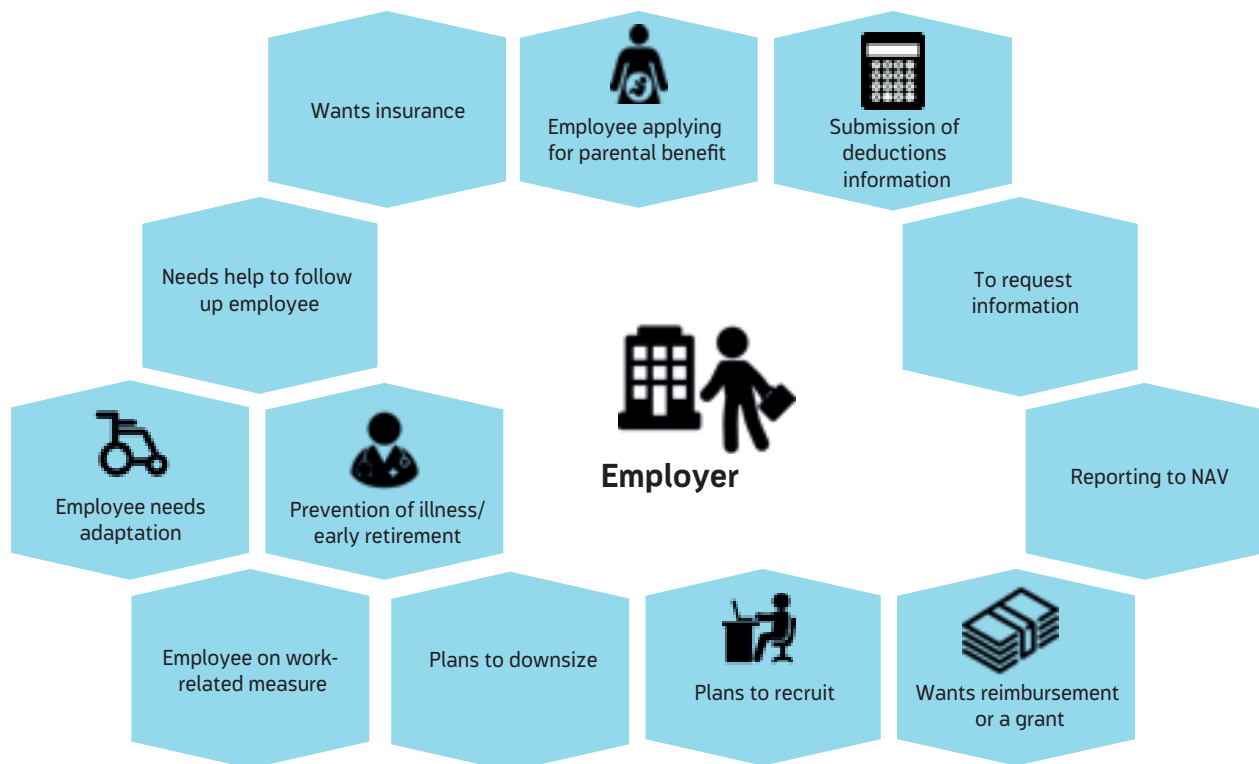 Wants insurance
Employee applying
for parental benefit
Submission of
deductions
information
Needs help to follow
up employee
To request
information
Employer
Employee needs
adaptation
Prevention of illness/
early retirement
Reporting to NAV
Employee on work-
related measure
Plans to downsize
Plans to recruit
Wants reimbursement
or a grant